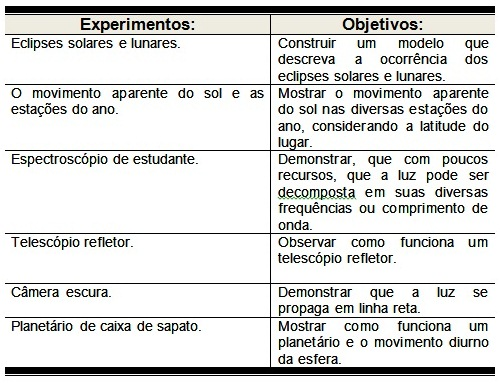 Experimentos: Objetivos:
Eclipses solares e lunares. Construir um modelo que
descreva a ocorrência dos
eclipses solares e lunares.
O movimento aparente do sol e as Mostrar o movimento aparente
estações do ano. do sol nas diversas estações do
ano, considerando a latitude do
lugar.
Espectroscópio de estudante. Demonstrar, que com poucos
recursos, que a luz pode ser
decomposta em suas diversas
frequências ou comprimento de
onda.
Telescópio refletor. Observar como funciona um
telescópio refletor.
Câmera escura. Demonstrar que a luz se
propaga em linha reta.
Planetário de caixa de sapato. Mostrar como funciona um
planetário e o movimento diurno
da esfera.